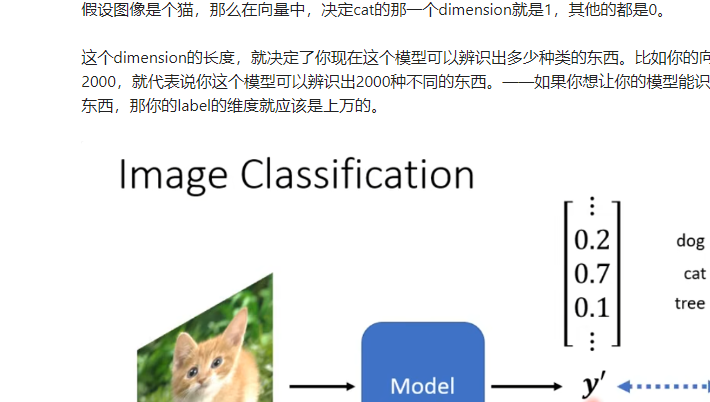 假设图像是个猫，那么在向量中，决定cat的那一个dimension就是1，其他的都是0。
这个dimension的长度，就决定了你现在这个模型可以辨识出多少种类的东西。比如你的向
2000，就代表说你这个模型可以辨识出2000种不同的东西。——如果你想让你的模型能识
东西，那你的label的维度就应该是上万的。
Image Classification
⋮
0.2 dog
0.7 cat
0.1 tree
⋮
Model
y′